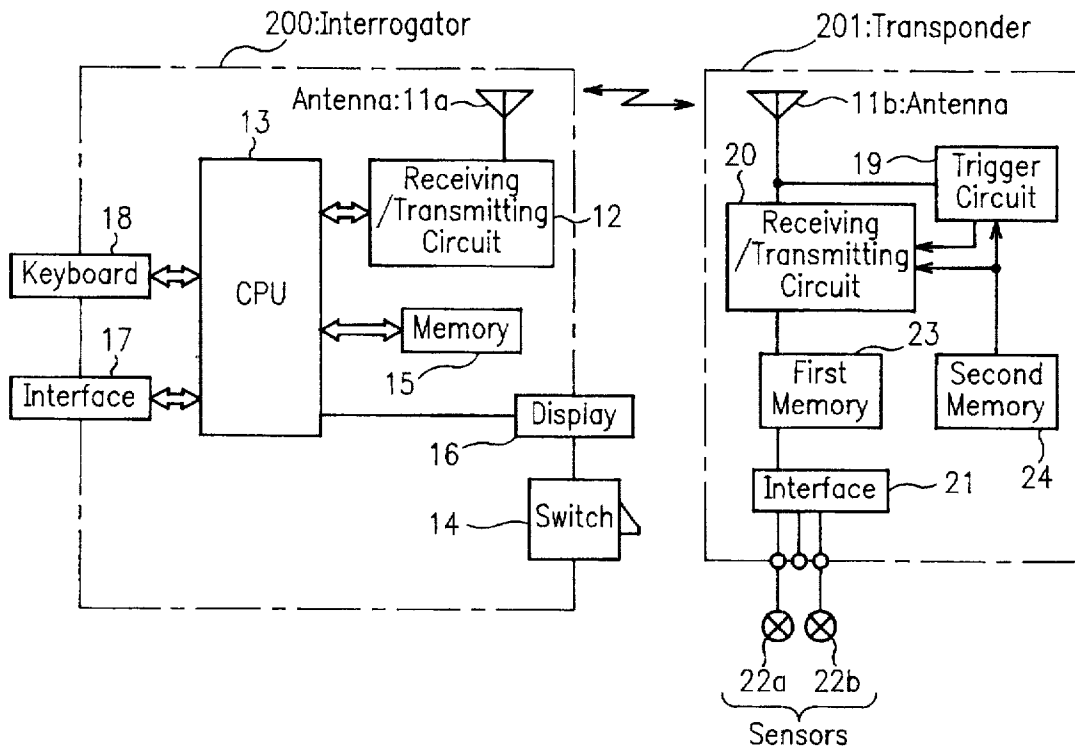 200:Interrogator
201:Transponder
Antenna:11a
11b:Antenna
13
CPU
Receiving
/Transmitting
Circuit
12
18
Keyboard
17
Interface
Memory
15
Display
16
14
Switch
20
Receiving
/Transmitting
Circuit
19
Trigger
Circuit
23
First
Memory
Second
Memory
24
Interface
21
22a
22b
Sensors